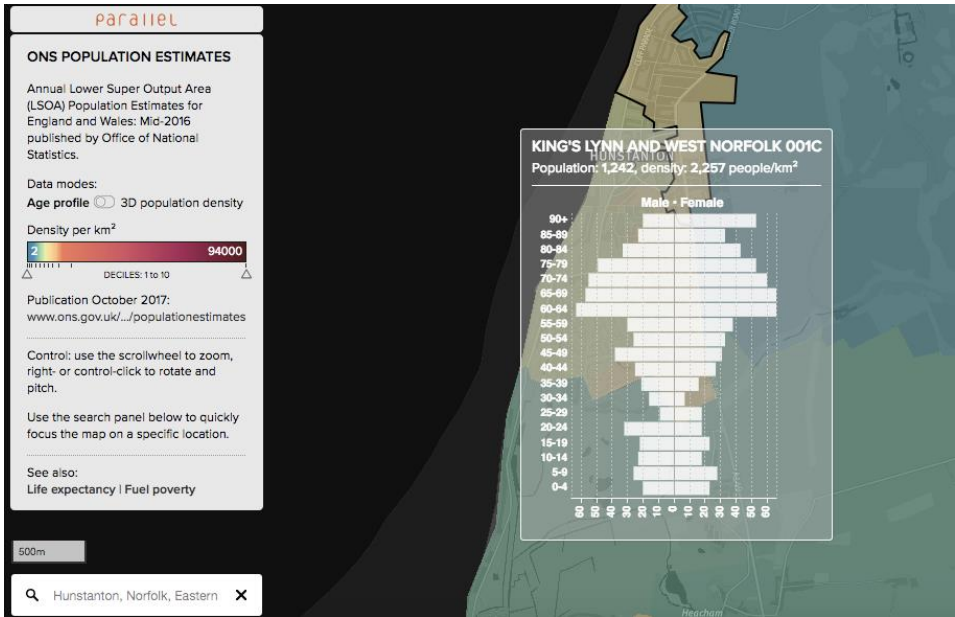 parallel
ONS POPULATION ESTIMATES
Annual Lower Super Output Area
(LSOA) Population Estimates for
England and Wales: Mid-2016
published by Office of National
Statistics.
Data modes:
Age profile 3D population density
Density per km²
2 94000
DECILES: 1 to 10
Publication October 2017:
www.ons.gov.uk/.../populationestimates
Control: use the scrollwheel to zoom,
right- or control-click to rotate and
pitch.
Use the search panel below to quickly
focus the map on a specific location.
See also:
Life expectancy | Fuel poverty
500m
Hunstanton, Norfolk, Eastern
KING'S LYNN AND WEST NORFOLK 001C
HUNSTANTON
Population: 1,242, density: 2,257 people/km²
Male • Female
90+
85-89
80-84
75-79
70-74
65-69
60-64
55-59
50-54
45-49
40-44
35-39
30-34
25-29
20-24
15-19
10-14
5-9
0-4
60 50 40 30 20 10 0 10 20 30 40 50 60
Heacham